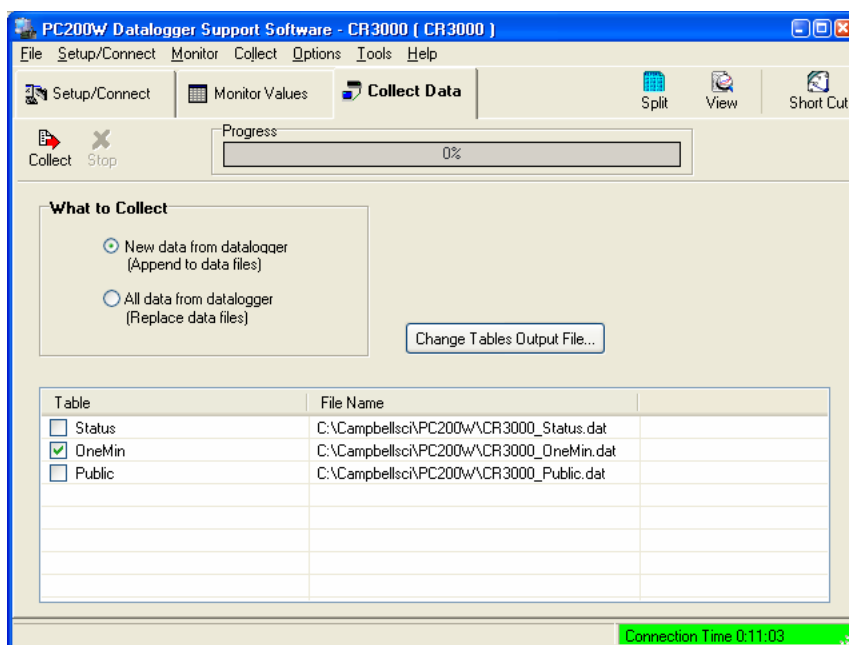 PC200W Datalogger Support Software - CR3000 ( CR3000 )
File Setup/Connect Monitor Collect Options Tools Help
Setup/Connect Monitor Values Collect Data Split View Short Cut
Collect Stop Progress 0%
What to Collect
New data from datalogger
(Append to data files)
All data from datalogger
(Replace data files)
Change Tables Output File...
Table File Name
Status C:\Campbellsci\PC200W\CR3000_Status.dat
OneMin C:\Campbellsci\PC200W\CR3000_OneMin.dat
Public C:\Campbellsci\PC200W\CR3000_Public.dat
Connection Time 0:11:03